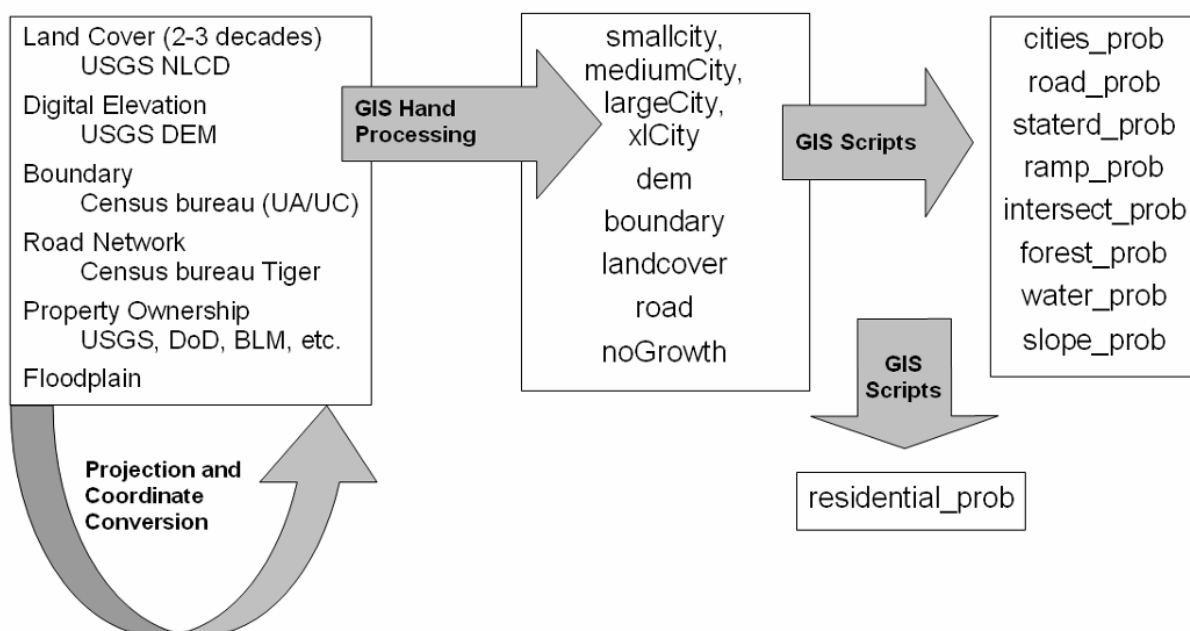 Land Cover (2-3 decades)
USGS NLCD
Digital Elevation
USGS DEM
Boundary
Census bureau (UA/UC)
Road Network
Census bureau Tiger
Property Ownership
USGS, DoD, BLM, etc.
Floodplain
Projection and
Coordinate
Conversion
GIS Hand
Processing
smallcity,
mediumCity,
largeCity,
xlCity
dem
boundary
landcover
road
noGrowth
GIS Scripts
cities_prob
road_prob
staterd_prob
ramp_prob
intersect_prob
forest_prob
water_prob
slope_prob
GIS
Scripts
residential_prob